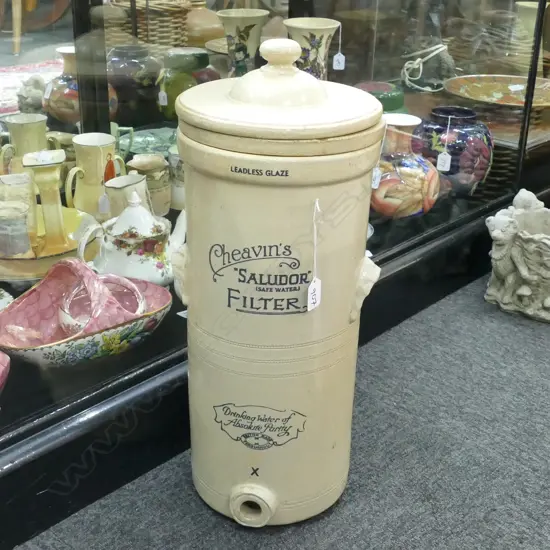 LEADLESS GLAZE
Cheavin's
"SALUDOR"
(SAFE WATER)
FILTER
Drinking Water of
Absolute Purity
X